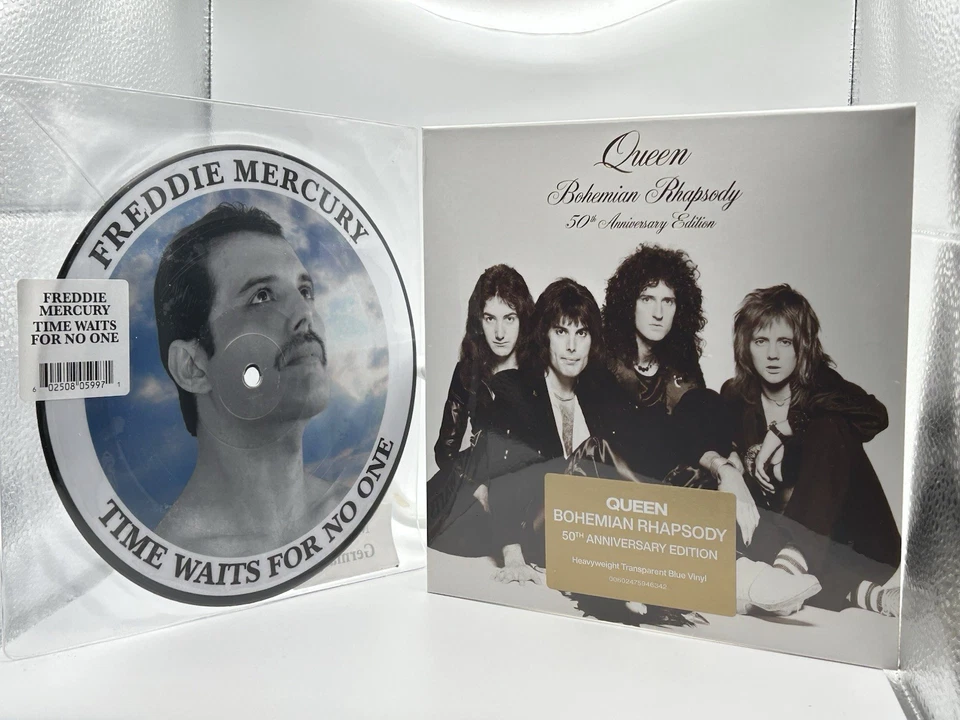 FREDDIE MERCURY
TIME WAITS FOR NO ONE
FREDDIE
MERCURY
TIME WAITS
FOR NO ONE
6 02508 05997 1
Queen
Bohemian Rhapsody
50th Anniversary Edition
QUEEN
BOHEMIAN RHAPSODY
50TH ANNIVERSARY EDITION
Heavyweight Transparent Blue Vinyl